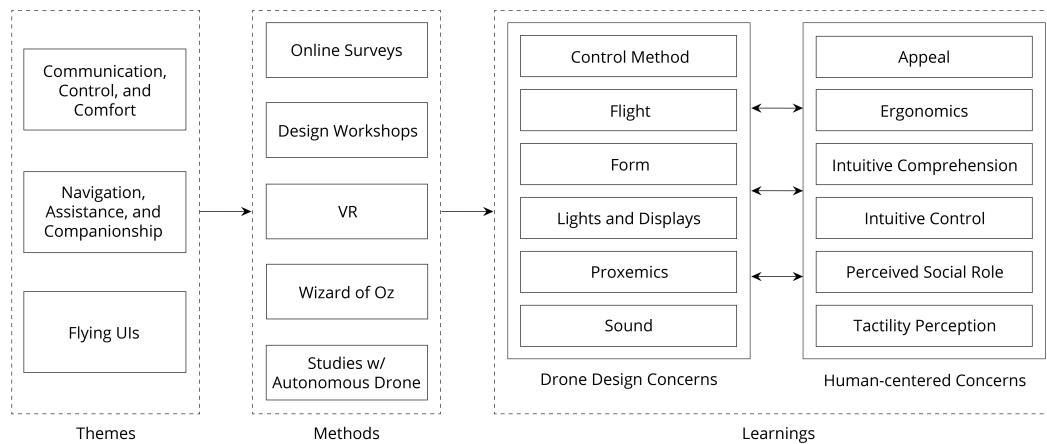 Communication,
Control, and
Comfort
Navigation,
Assistance, and
Companionship
Flying UIs
Themes
Online Surveys
Design Workshops
VR
Wizard of Oz
Studies w/
Autonomous Drone
Methods
Control Method
Flight
Form
Lights and Displays
Proxemics
Sound
Drone Design Concerns
Appeal
Ergonomics
Intuitive Comprehension
Intuitive Control
Perceived Social Role
Tactility Perception
Human-centered Concerns
Learnings